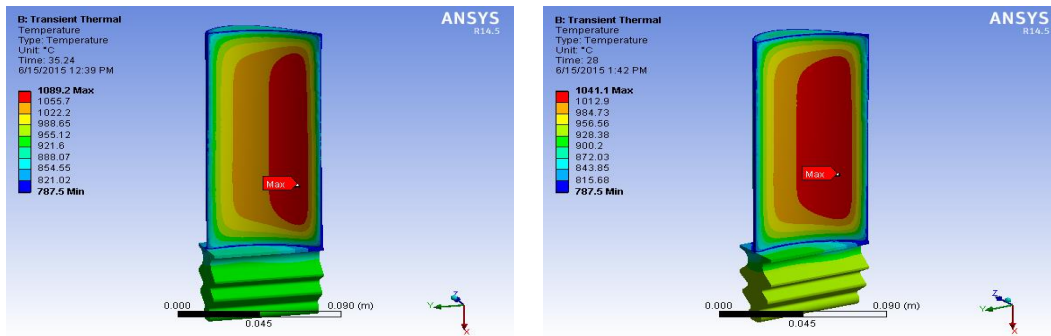 B: Transient Thermal
Temperature
Type: Temperature
Unit: °C
Time: 35.24
6/15/2015 12:39 PM
1089.2 Max
1055.7
1022.2
988.65
955.12
921.6
888.07
854.55
821.02
787.5 Min
ANSYS
R14.5
Max
0.000
0.090 (m)
0.045
Y
Z
X
B: Transient Thermal
Temperature
Type: Temperature
Unit: °C
Time: 28
6/15/2015 1:42 PM
1041.1 Max
1012.9
984.73
956.56
928.38
900.2
872.03
843.85
815.68
787.5 Min
ANSYS
R14.5
Max
0.000
0.090 (m)
0.045
Z
Y
X